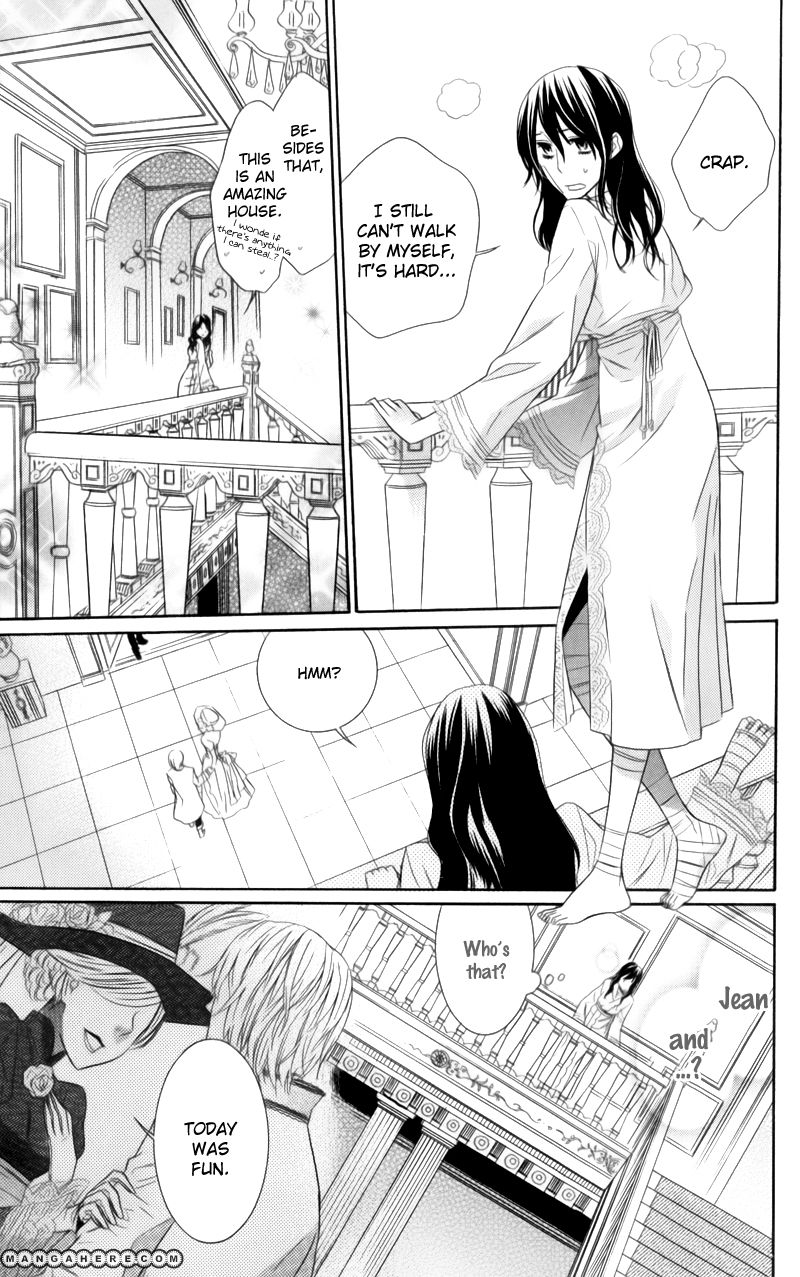 CRAP.
I STILL
CAN'T WALK
BY MYSELF,
IT'S HARD...
BE-
SIDES
THAT,
THIS
IS AN
AMAZING
HOUSE.
I wonde if
there's anything
I can steal..?
HMM?
Who's
that?
Jean
and
...?
TODAY
WAS
FUN.
MANGAHERE.COM